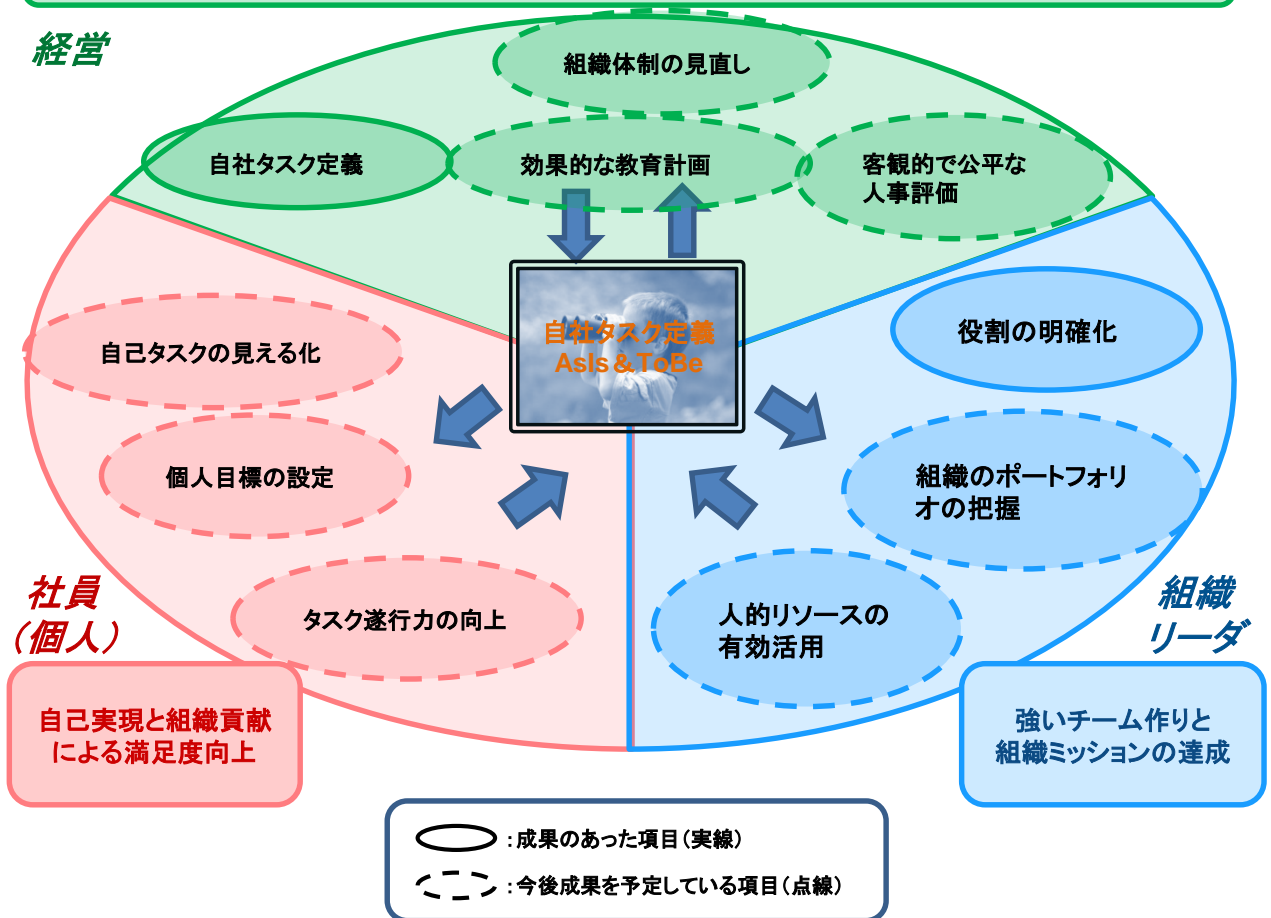 経営
組織体制の見直し
自社タスク定義
効果的な教育計画
客観的で公平な
人事評価
自社タスク定義
AsIs＆ToBe
役割の明確化
自己タスクの見える化
組織のポートフォリ
オの把握
個人目標の設定
人的リソースの
有効活用
タスク遂行力の向上
社員
（個人）
組織
リーダ
自己実現と組織貢献
による満足度向上
強いチーム作りと
組織ミッションの達成
：成果のあった項目（実線）
：今後成果を予定している項目（点線）